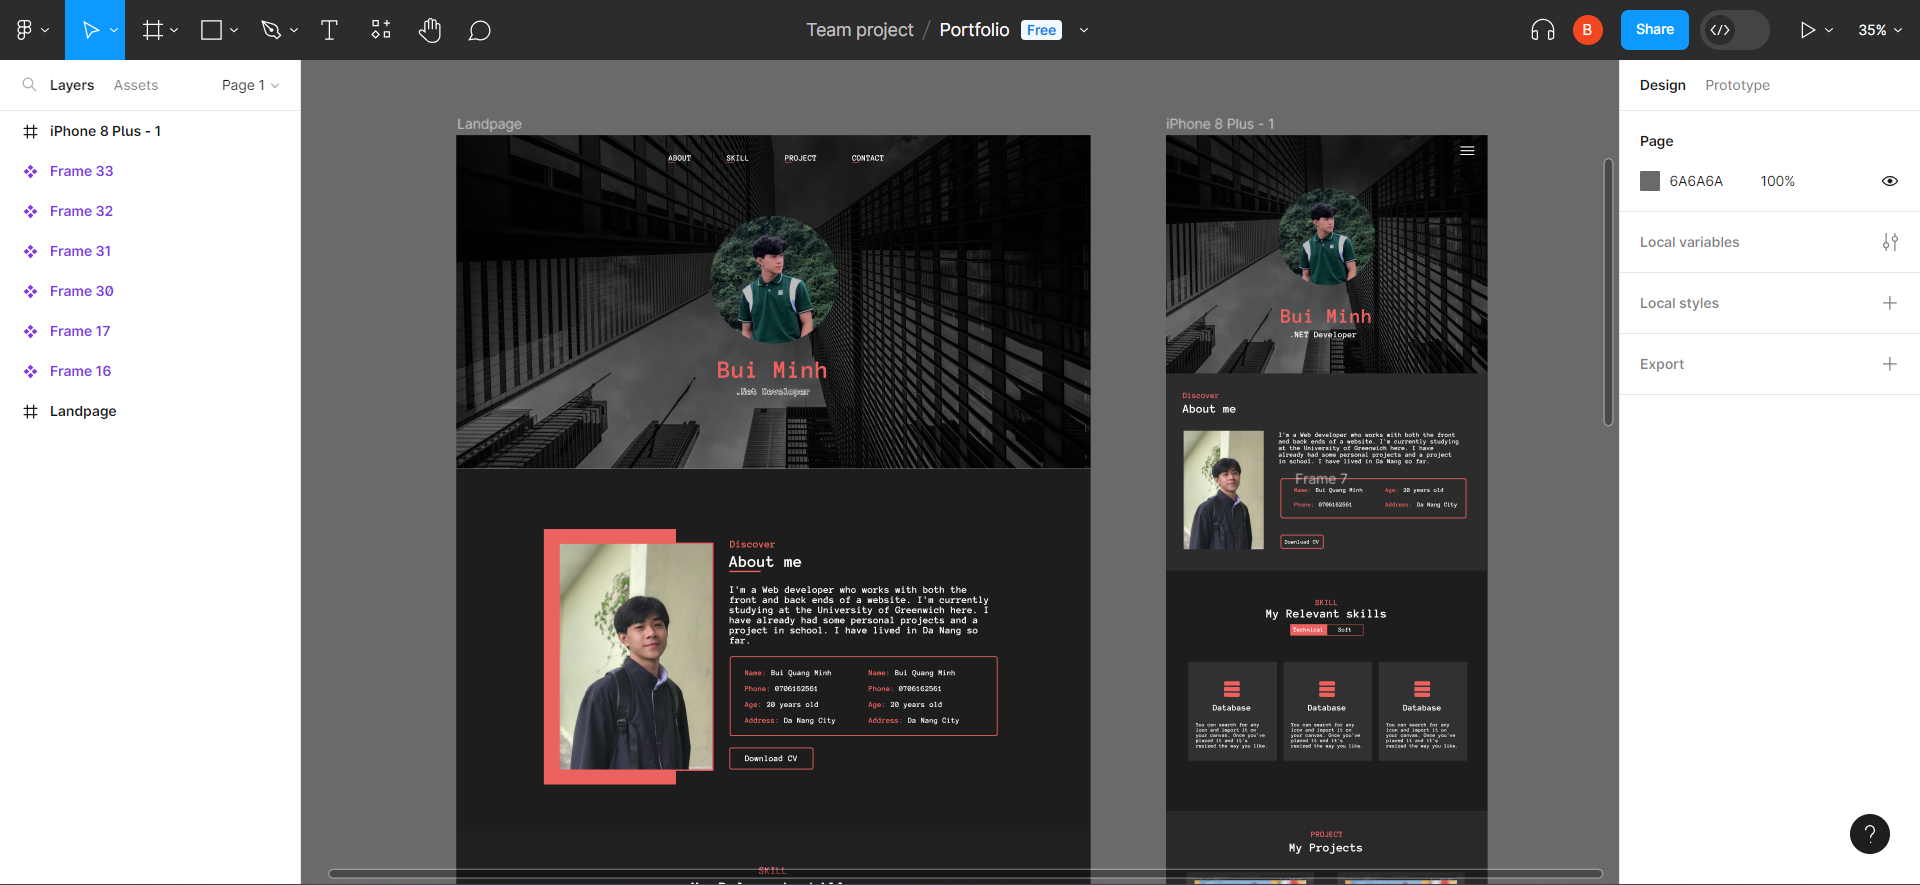 Team project / Portfolio Free
B
Share
35%
Layers
Assets
Page 1
iPhone 8 Plus - 1
Frame 33
Frame 32
Frame 31
Frame 30
Frame 17
Frame 16
Landpage
Landpage
ABOUT
SKILL
PROJECT
CONTACT
Bui Minh
.Net Developer
Discover
About me
I'm a Web developer who works with both the
front and back ends of a website. I'm currently
studying at the University of Greenwich here. I
have already had some personal projects and a
project in school. I have lived in Da Nang so
far.
Name: Bui Quang Minh
Name: Bui Quang Minh
Phone: 0706162561
Phone: 0706162561
Age: 20 years old
Age: 20 years old
Address: Da Nang City
Address: Da Nang City
Download CV
SKILL
iPhone 8 Plus - 1
Bui Minh
.NET Developer
Discover
About me
I'm a Web developer who works with both the front
and back ends of a website. I'm currently studying
at the University of Greenwich here. I have
already had some personal projects and a project
in school. I have lived in Da Nang so far.
Frame 7
Name: Bui Quang Minh
Age: 20 years old
Phone: 0706162561
Address: Da Nang City
Download CV
SKILL
My Relevant skills
Technical
Soft
Database
You can search for any
icon and import it on
your canvas. Once you've
placed it and it's
resized the way you like.
Database
You can search for any
icon and import it on
your canvas. Once you've
placed it and it's
resized the way you like.
Database
You can search for any
icon and import it on
your canvas. Once you've
placed it and it's
resized the way you like.
PROJECT
My Projects
Design
Prototype
Page
6A6A6A
100%
Local variables
Local styles
Export
?